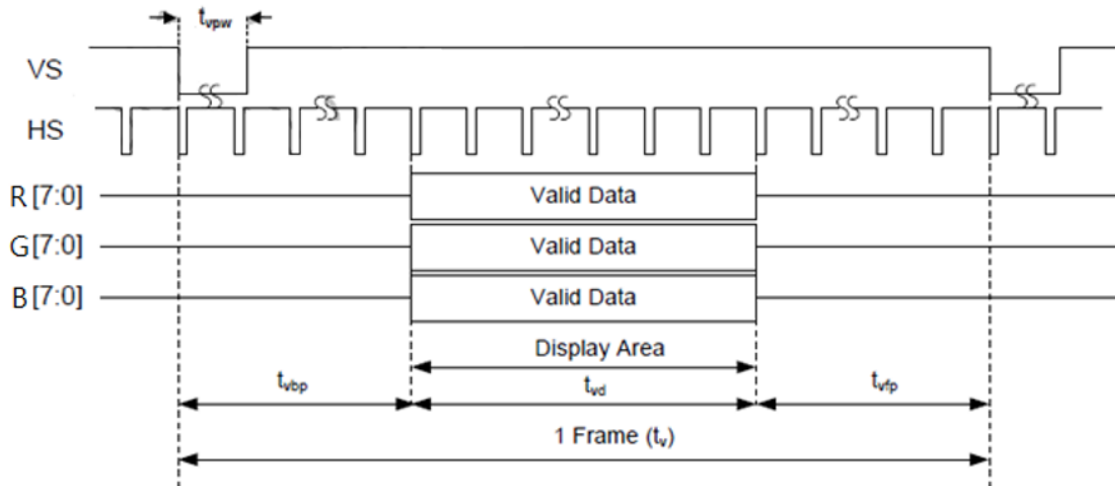 tvpw
VS
HS
R[7:0] Valid Data
G[7:0] Valid Data
B[7:0] Valid Data
Display Area
tvbp tvd tvfp
1 Frame (tv)